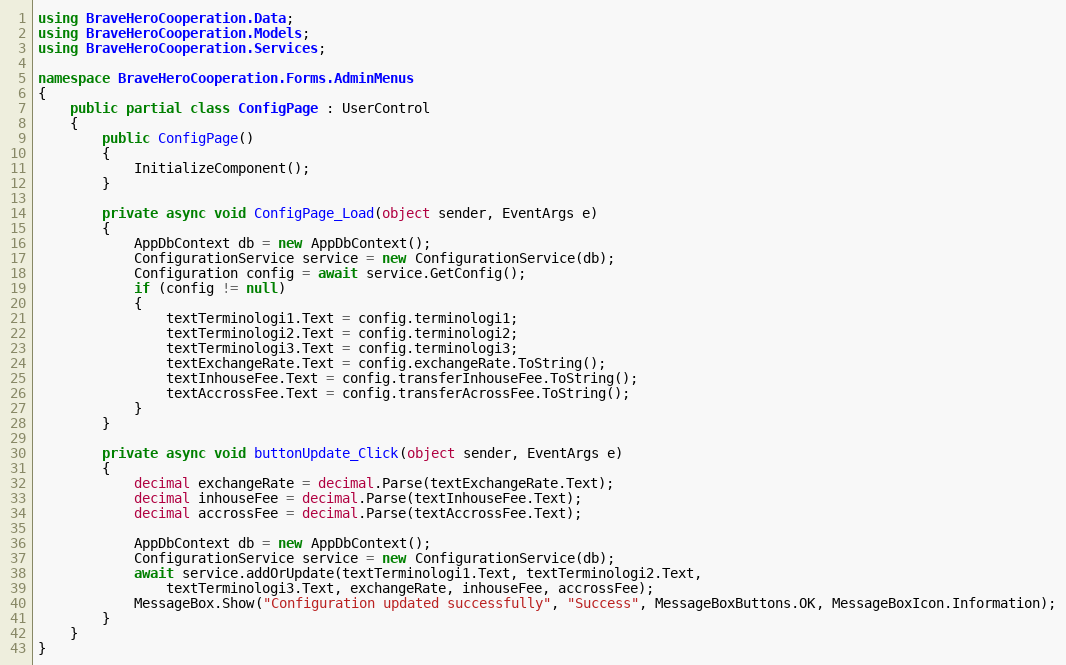 1 using BraveHeroCooperation.Data;
2 using BraveHeroCooperation.Models;
3 using BraveHeroCooperation.Services;
4
5 namespace BraveHeroCooperation.Forms.AdminMenus
6 {
7     public partial class ConfigPage : UserControl
8     {
9         public ConfigPage()
10         {
11             InitializeComponent();
12         }
13
14         private async void ConfigPage_Load(object sender, EventArgs e)
15         {
16             AppDbContext db = new AppDbContext();
17             ConfigurationService service = new ConfigurationService(db);
18             Configuration config = await service.GetConfig();
19             if (config != null)
20             {
21                 textTerminologi1.Text = config.terminologi1;
22                 textTerminologi2.Text = config.terminologi2;
23                 textTerminologi3.Text = config.terminologi3;
24                 textExchangeRate.Text = config.exchangeRate.ToString();
25                 textInhouseFee.Text = config.transferInhouseFee.ToString();
26                 textAccrossFee.Text = config.transferAcrossFee.ToString();
27             }
28         }
29
30         private async void buttonUpdate_Click(object sender, EventArgs e)
31         {
32             decimal exchangeRate = decimal.Parse(textExchangeRate.Text);
33             decimal inhouseFee = decimal.Parse(textInhouseFee.Text);
34             decimal accrossFee = decimal.Parse(textAccrossFee.Text);
35
36             AppDbContext db = new AppDbContext();
37             ConfigurationService service = new ConfigurationService(db);
38             await service.addOrUpdate(textTerminologi1.Text, textTerminologi2.Text,
39                 textTerminologi3.Text, exchangeRate, inhouseFee, accrossFee);
40             MessageBox.Show("Configuration updated successfully", "Success", MessageBoxButtons.OK, MessageBoxIcon.Information);
41         }
42     }
43 }